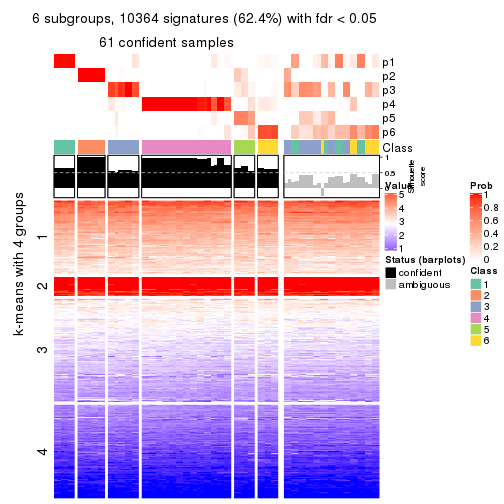 6 subgroups, 10364 signatures (62.4%) with fdr < 0.05
61 confident samples
p1
p2
p3
p4
p5
p6
Class
1
0.5
0
Silhouette
score
k-means with 4 groups
1
2
3
4
Value
5
4
3
2
1
Status (barplots)
confident
ambiguous
Prob
1
0.8
0.6
0.4
0.2
0
Class
1
2
3
4
5
6